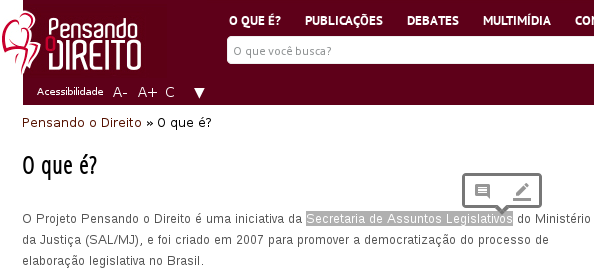 Pensando
O DIREITO
O QUE É? PUBLICAÇÕES DEBATES MULTIMÍDIA
O que você busca?
Acessibilidade A- A+ C ▼
Pensando o Direito » O que é?
O que é?
O Projeto Pensando o Direito é uma iniciativa da Secretaria de Assuntos Legislativos do Ministério
da Justiça (SAL/MJ), e foi criado em 2007 para promover a democratização do processo de
elaboração legislativa no Brasil.